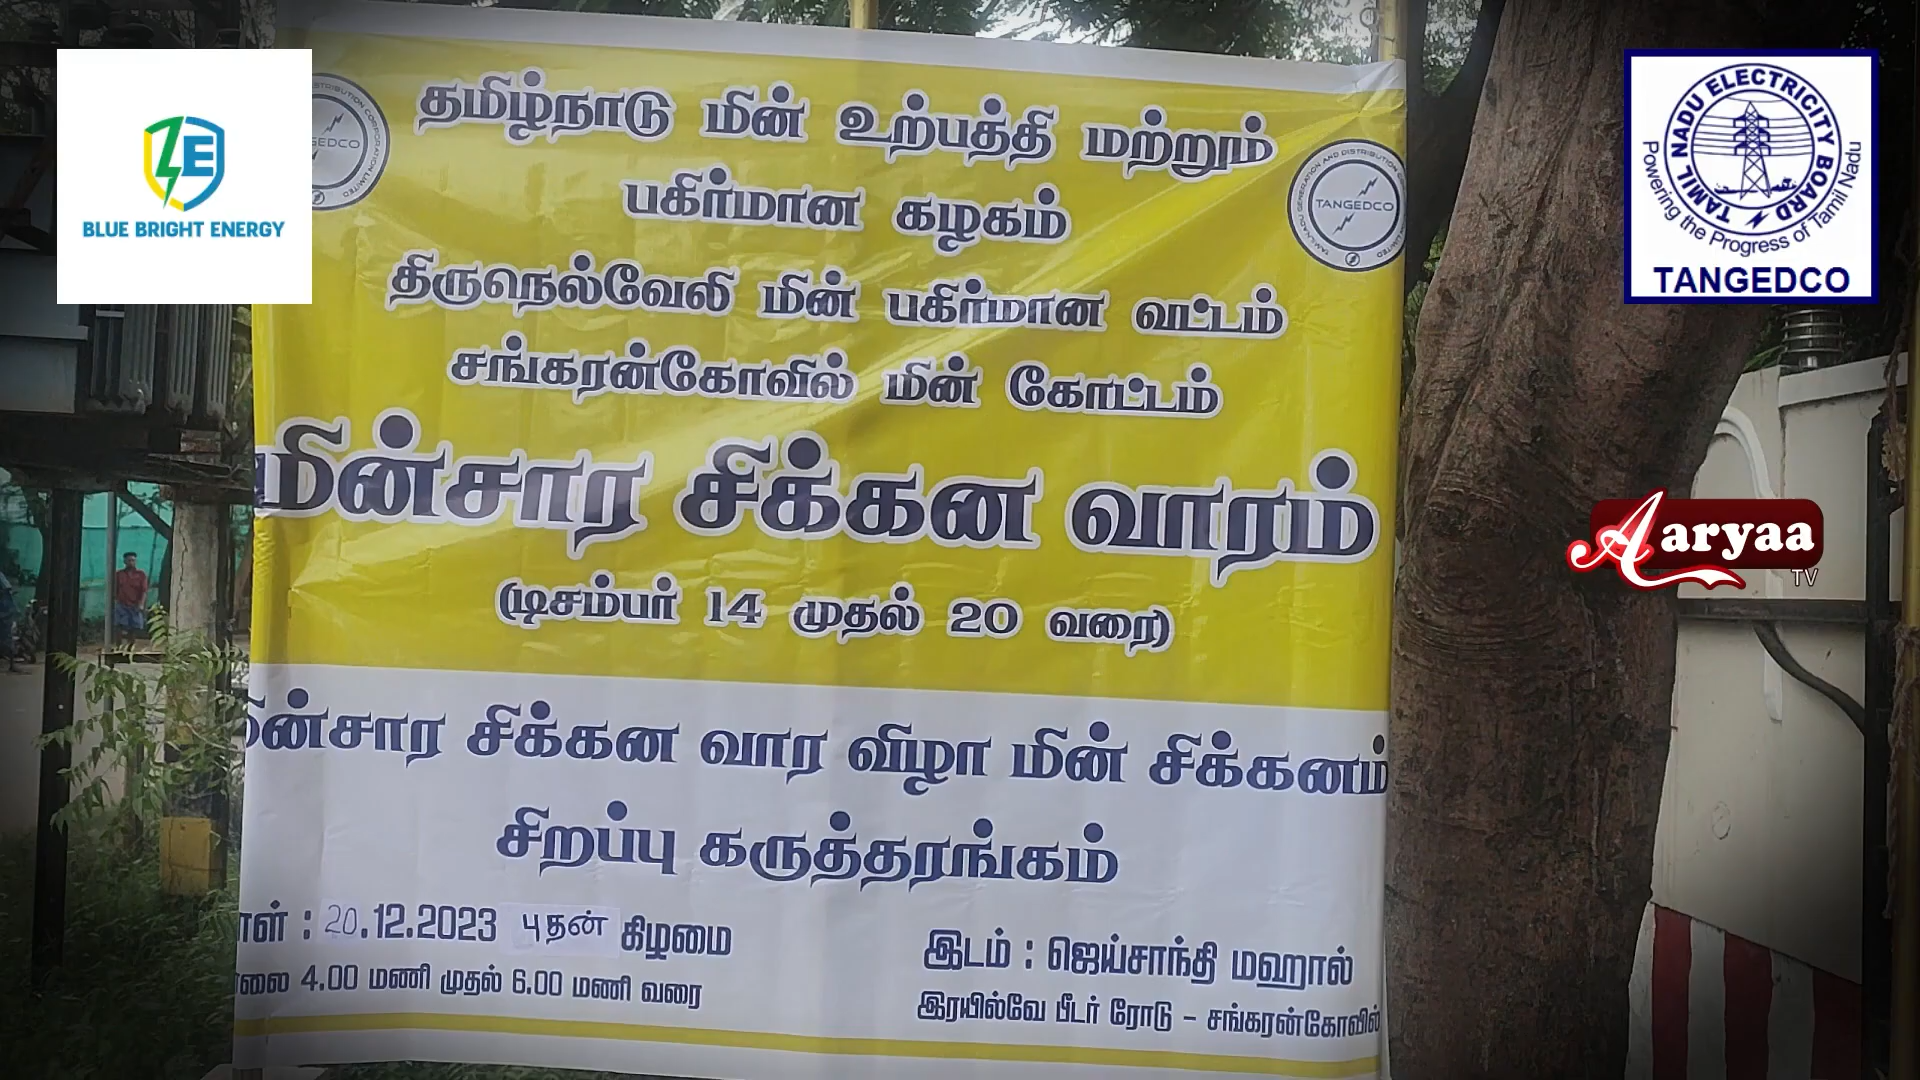 தமிழ்நாடு மின் உற்பத்தி மற்றும்
பகிர்மான கழகம்
திருநெல்வேலி மின் பகிர்மான வட்டம்
சங்கரன்கோவில் மின் கோட்டம்
மின்சார சிக்கன வாரம்
(டிசம்பர் 14 முதல் 20 வரை)
மின்சார சிக்கன வார விழா மின் சிக்கனம்
சிறப்பு கருத்தரங்கம்
: 20.12.2023 புதன் கிழமை
4.00 மணி முதல் 6.00 மணி வரை
இடம் : ஜெய்சாந்தி மஹால்
இரயில்வே பீடர் ரோடு - சங்கரன்கோவில்
TANGEDCO
BLUE BRIGHT ENERGY
TAMIL NADU ELECTRICITY BOARD
Powering the Progress of Tamil Nadu
TANGEDCO
Aaryaa
TV